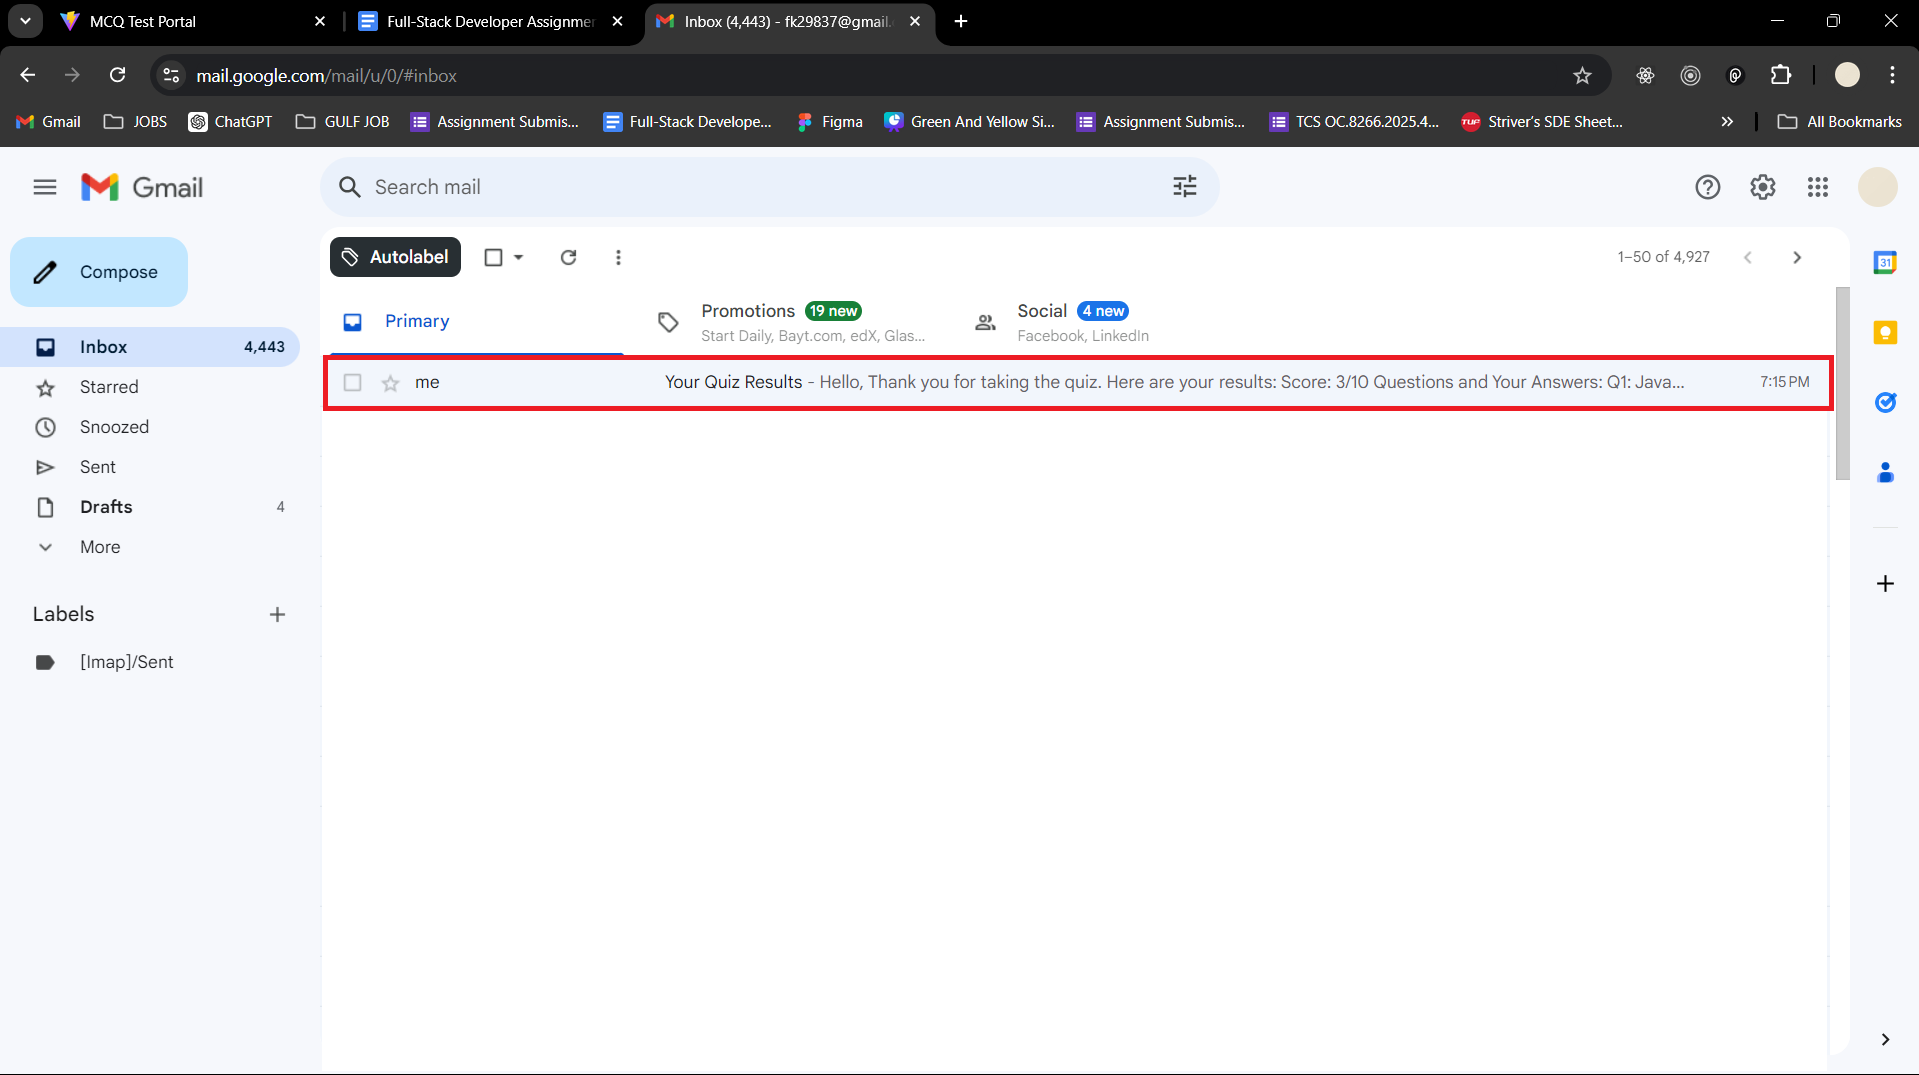 MCQ Test Portal
Full-Stack Developer Assignmen
Inbox (4,443) - fk29837@gmail.
mail.google.com/mail/u/0/#inbox
Gmail JOBS ChatGPT GULF JOB Assignment Submis... Full-Stack Develope... Figma Green And Yellow Si... Assignment Submis... TCS OC.8266.2025.4... TUF Striver's SDE Sheet... » All Bookmarks
Gmail
Search mail
Compose
Inbox 4,443
Starred
Snoozed
Sent
Drafts 4
More
Labels
[Imap]/Sent
Autolabel
1–50 of 4,927
Primary
Promotions 19 new
Start Daily, Bayt.com, edX, Glas...
Social 4 new
Facebook, LinkedIn
me Your Quiz Results - Hello, Thank you for taking the quiz. Here are your results: Score: 3/10 Questions and Your Answers: Q1: Java... 7:15 PM
31